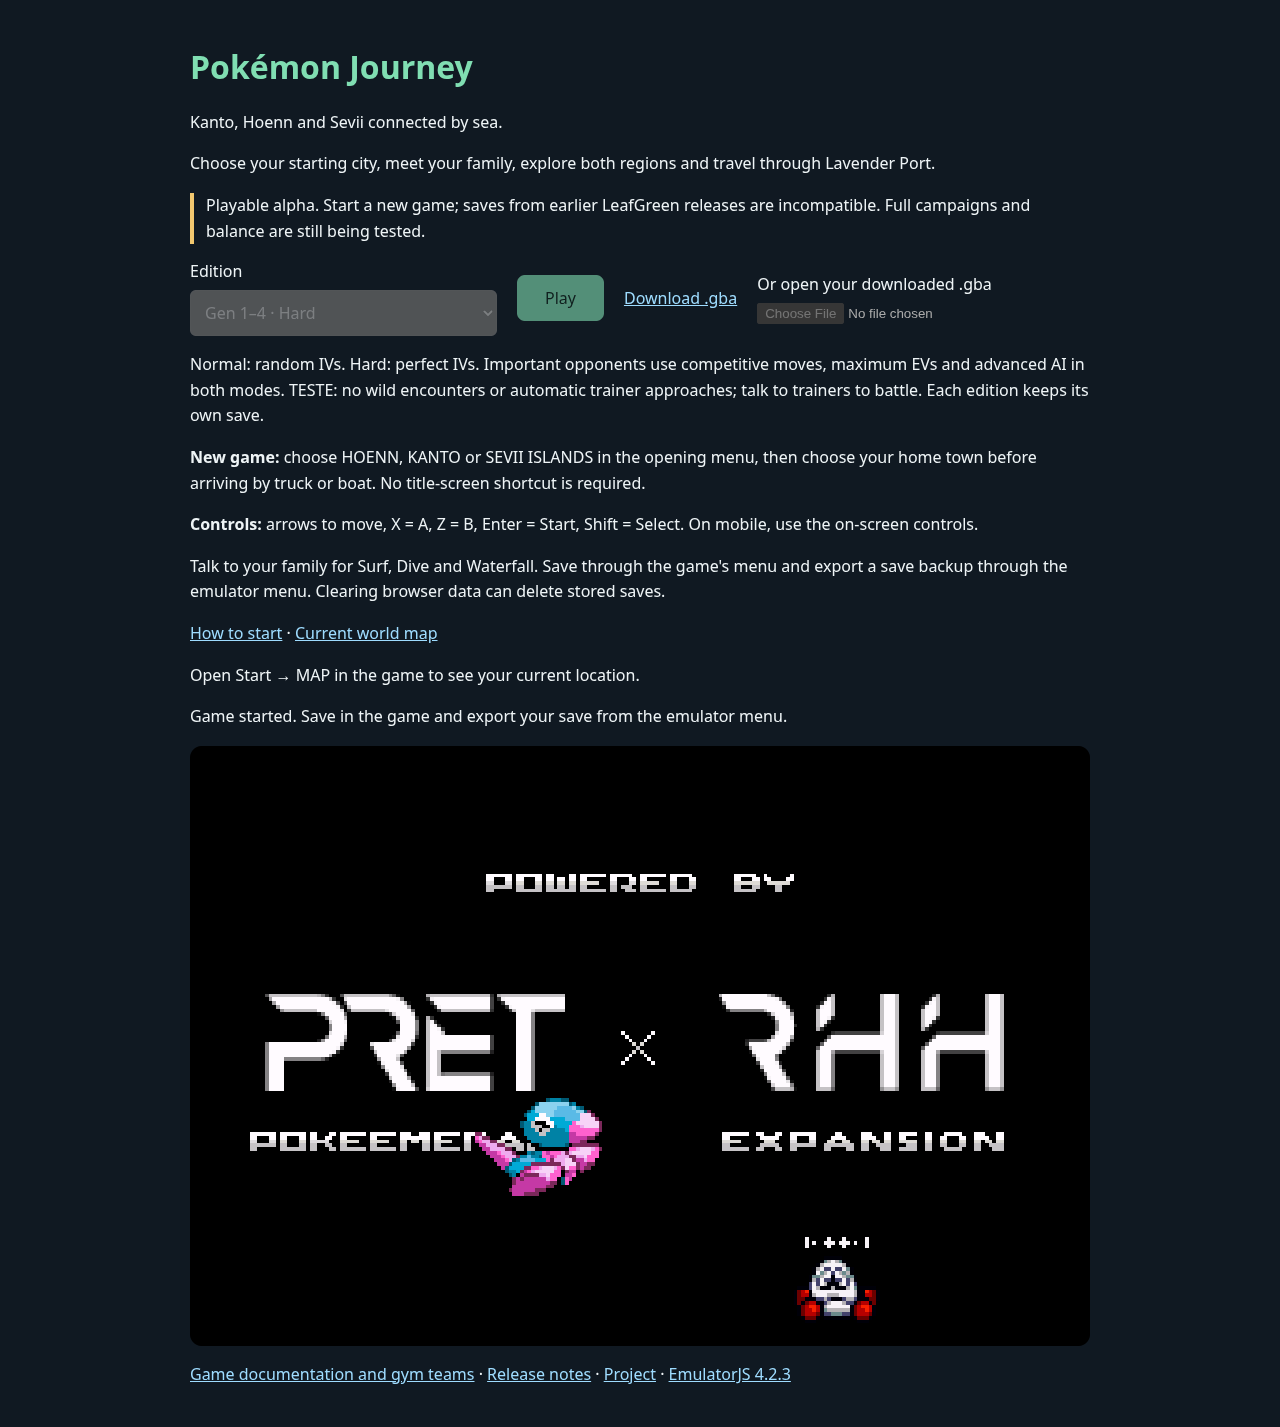 Pokémon Journey
Kanto, Hoenn and Sevii connected by sea.
Choose your starting city, meet your family, explore both regions and travel through Lavender Port.
Playable alpha. Start a new game; saves from earlier LeafGreen releases are incompatible. Full campaigns and
balance are still being tested.
Edition
Gen 1–4 · Hard
Play
Download .gba
Or open your downloaded .gba
Choose File No file chosen
Normal: random IVs. Hard: perfect IVs. Important opponents use competitive moves, maximum EVs and advanced AI in
both modes. TESTE: no wild encounters or automatic trainer approaches; talk to trainers to battle. Each edition keeps its
own save.
New game: choose HOENN, KANTO or SEVII ISLANDS in the opening menu, then choose your home town before
arriving by truck or boat. No title-screen shortcut is required.
Controls: arrows to move, X = A, Z = B, Enter = Start, Shift = Select. On mobile, use the on-screen controls.
Talk to your family for Surf, Dive and Waterfall. Save through the game's menu and export a save backup through the
emulator menu. Clearing browser data can delete stored saves.
How to start · Current world map
Open Start → MAP in the game to see your current location.
Game started. Save in the game and export your save from the emulator menu.
POWERED BY
PRET × RHH
EXPANSION
Game documentation and gym teams · Release notes · Project · EmulatorJS 4.2.3